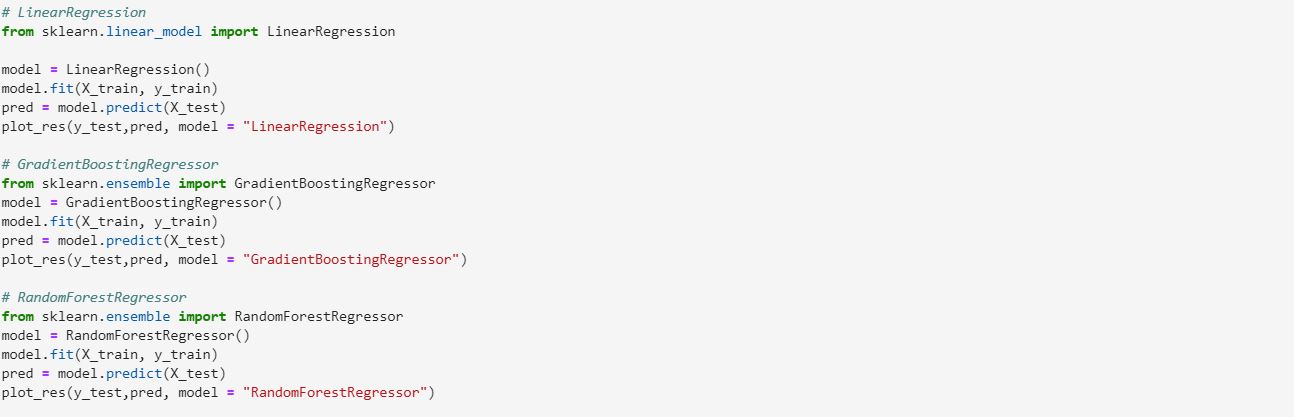 # LinearRegression
from sklearn.linear_model import LinearRegression
model = LinearRegression()
model.fit(X_train, y_train)
pred = model.predict(X_test)
plot_res(y_test,pred, model = "LinearRegression")
# GradientBoostingRegressor
from sklearn.ensemble import GradientBoostingRegressor
model = GradientBoostingRegressor()
model.fit(X_train, y_train)
pred = model.predict(X_test)
plot_res(y_test,pred, model = "GradientBoostingRegressor")
# RandomForestRegressor
from sklearn.ensemble import RandomForestRegressor
model = RandomForestRegressor()
model.fit(X_train, y_train)
pred = model.predict(X_test)
plot_res(y_test,pred, model = "RandomForestRegressor")